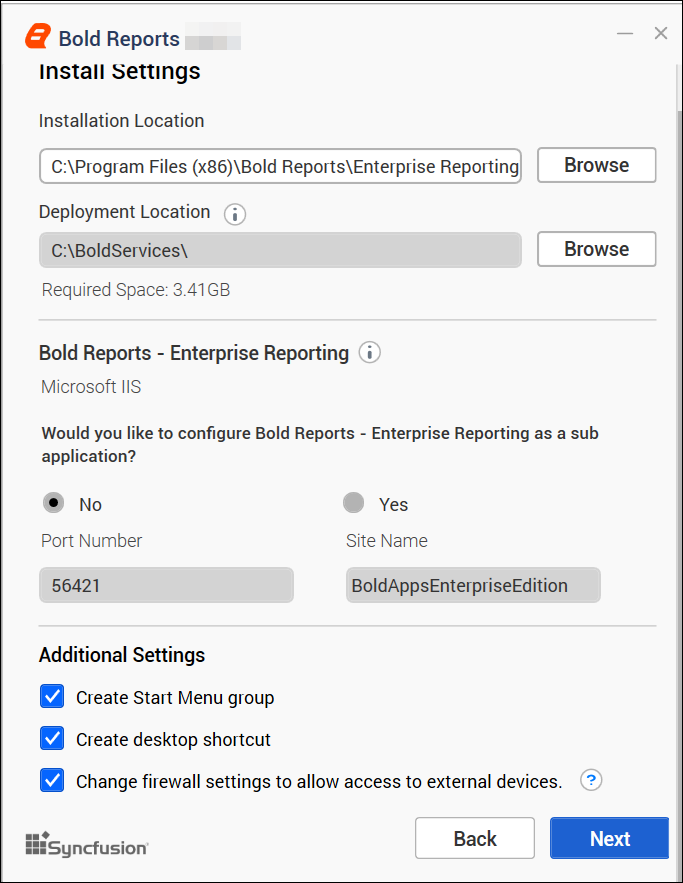 Bold Reports
Install Settings
Installation Location
C:\Program Files (x86)\Bold Reports\Enterprise Reporting
Browse
Deployment Location
C:\BoldServices\
Browse
Required Space: 3.41GB
Bold Reports - Enterprise Reporting
Microsoft IIS
Would you like to configure Bold Reports - Enterprise Reporting as a sub
application?
No
Yes
Port Number
Site Name
56421
BoldAppsEnterpriseEdition
Additional Settings
Create Start Menu group
Create desktop shortcut
Change firewall settings to allow access to external devices. ?
Syncfusion
Back
Next